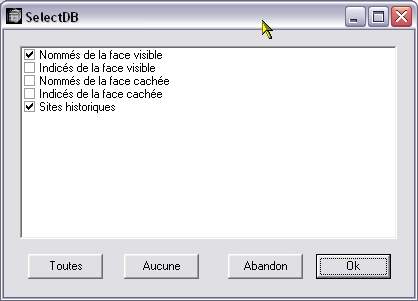 SelectDB
Nommés de la face visible
Indicés de la face visible
Nommés de la face cachée
Indicés de la face cachée
Sites historiques
Toutes
Aucune
Abandon
Ok